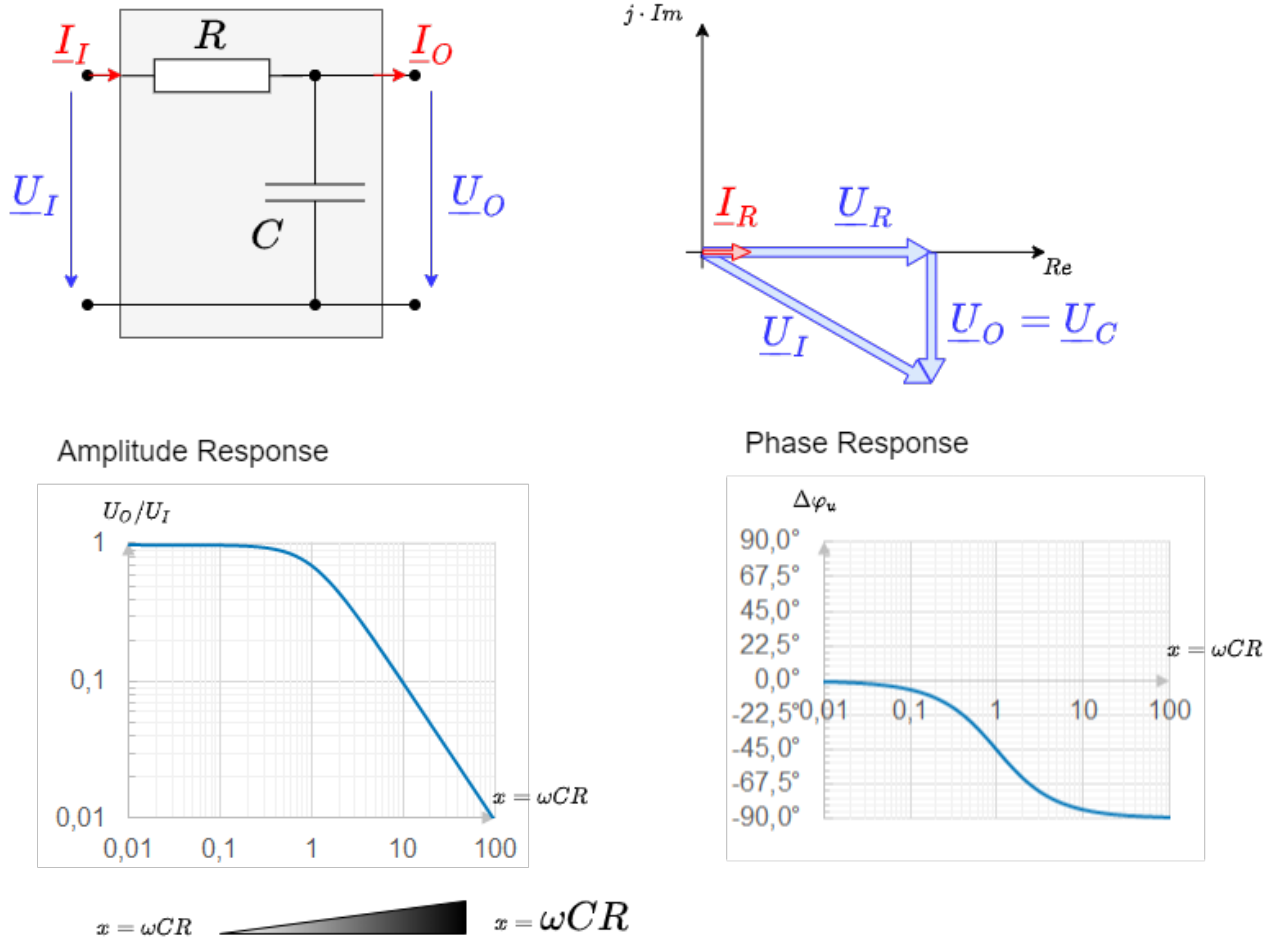 I_I
R
I_O
U_I
C
U_O
j · Im
I_R
U_R
Re
U_I
U_O = U_C
Amplitude Response
U_O/U_I
1
0,1
0,01
x = ωCR
0,01 0,1 1 10 100
Phase Response
Δφ_u
90,0°
67,5°
45,0°
22,5°
x = ωCR
0,0°
-22,5° 0,01 0,1 1 10 100
-45,0°
-67,5°
-90,0°
x = ωCR
x = ωCR